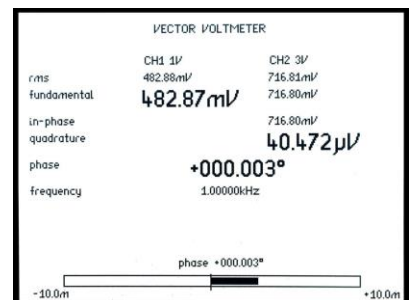 VECTOR VOLTMETER
CH1 1V CH2 3V
rms 482.88mV 716.81mV
fundamental 482.87mV 716.80mV
in-phase 716.80mV
quadrature 40.472µV
phase +000.003°
frequency 1.00000kHz
phase +000.003°
-10.0m +10.0m